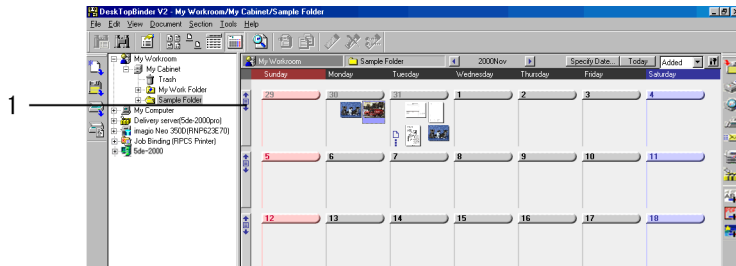 DeskTopBinder V2 - My Workroom/My Cabinet/Sample Folder
File Edit View Document Section Tools Help
My Workroom
My Cabinet
Trash
My Work Folder
Sample Folder
My Computer
Delivery server(5de-2000pro)
imagio Neo 350D(RNP623E70)
Job Binding (RPCS Printer)
5de-2000
My Workroom Sample Folder 2000Nov Specify Date... Today Added
Sunday Monday Tuesday Wednesday Thursday Friday Saturday
1
29 30 31 1 2 3 4
5 6 7 8 9 10 11
12 13 14 15 16 17 18